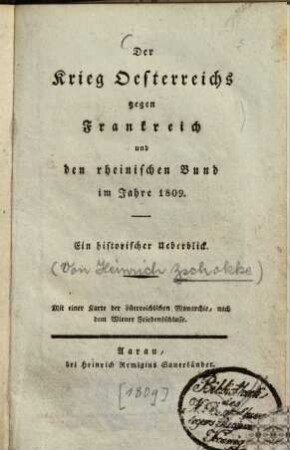 Der
Krieg Oesterreichs
gegen
Frankreich
und
den rheinischen Bund
im Jahre 1809.
Ein historischer Ueberblick.
(Von Heinrich Zschokke)
Mit einer Karte der österreichischen Monarchie, nach
dem Wiener Friedensschlusse.
Aarau,
bei Heinrich Remigius Sauerländer.
[1809]